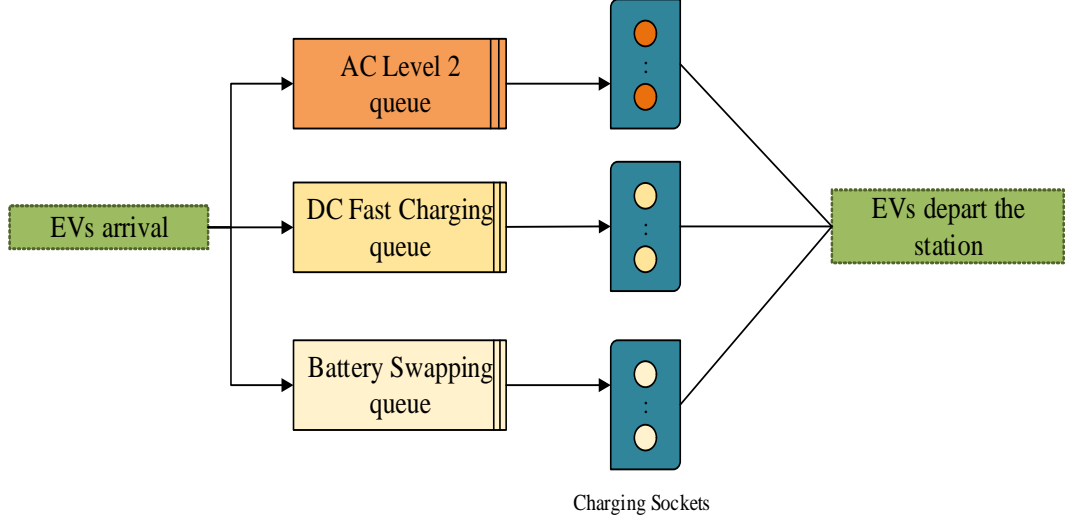 AC Level 2
queue
EVs arrival
DC Fast Charging
queue
EVs depart the
station
Battery Swapping
queue
Charging Sockets